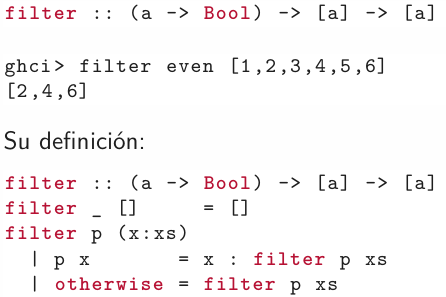 filter :: (a -> Bool) -> [a] -> [a]
ghci> filter even [1,2,3,4,5,6]
[2,4,6]
Su definición:
filter :: (a -> Bool) -> [a] -> [a]
filter _ []     = []
filter p (x:xs)
  | p x       = x : filter p xs
  | otherwise = filter p xs